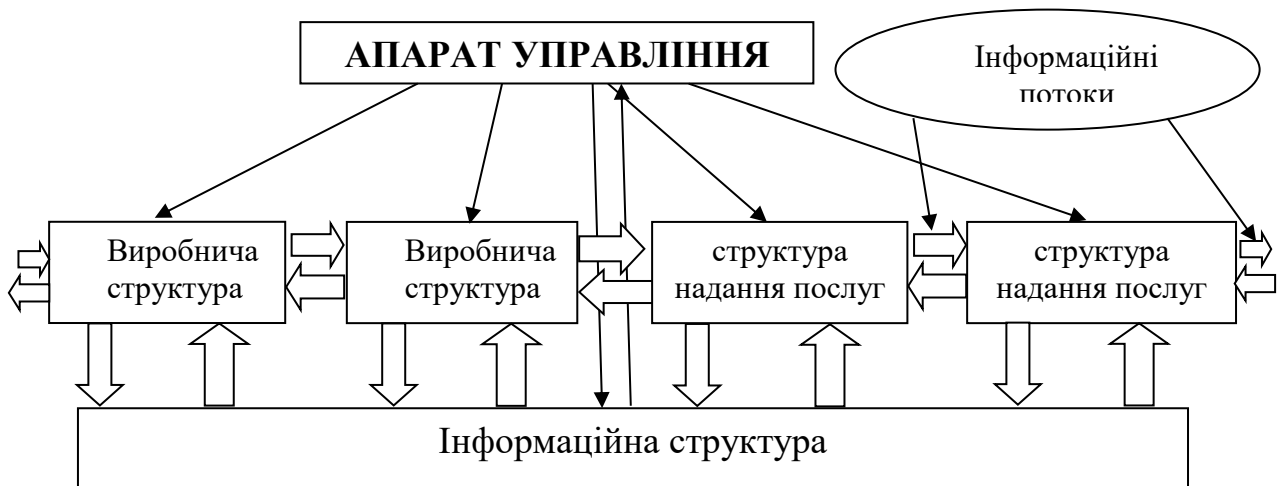 АПАРАТ УПРАВЛІННЯ
Інформаційні
потоки
Виробнича
структура
Виробнича
структура
структура
надання послуг
структура
надання послуг
Інформаційна структура